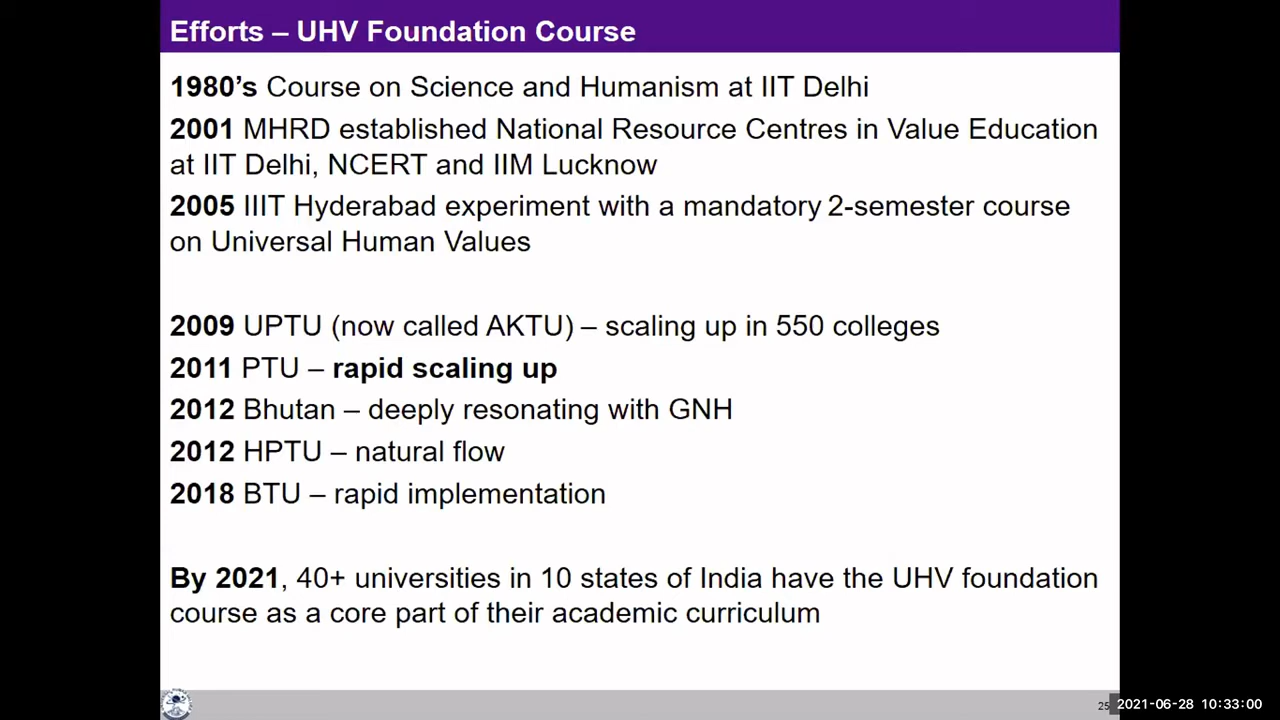 Efforts – UHV Foundation Course
1980’s Course on Science and Humanism at IIT Delhi
2001 MHRD established National Resource Centres in Value Education
at IIT Delhi, NCERT and IIM Lucknow
2005 IIIT Hyderabad experiment with a mandatory 2-semester course
on Universal Human Values
2009 UPTU (now called AKTU) – scaling up in 550 colleges
2011 PTU – rapid scaling up
2012 Bhutan – deeply resonating with GNH
2012 HPTU – natural flow
2018 BTU – rapid implementation
By 2021, 40+ universities in 10 states of India have the UHV foundation
course as a core part of their academic curriculum
25
2021-06-28 10:33:00